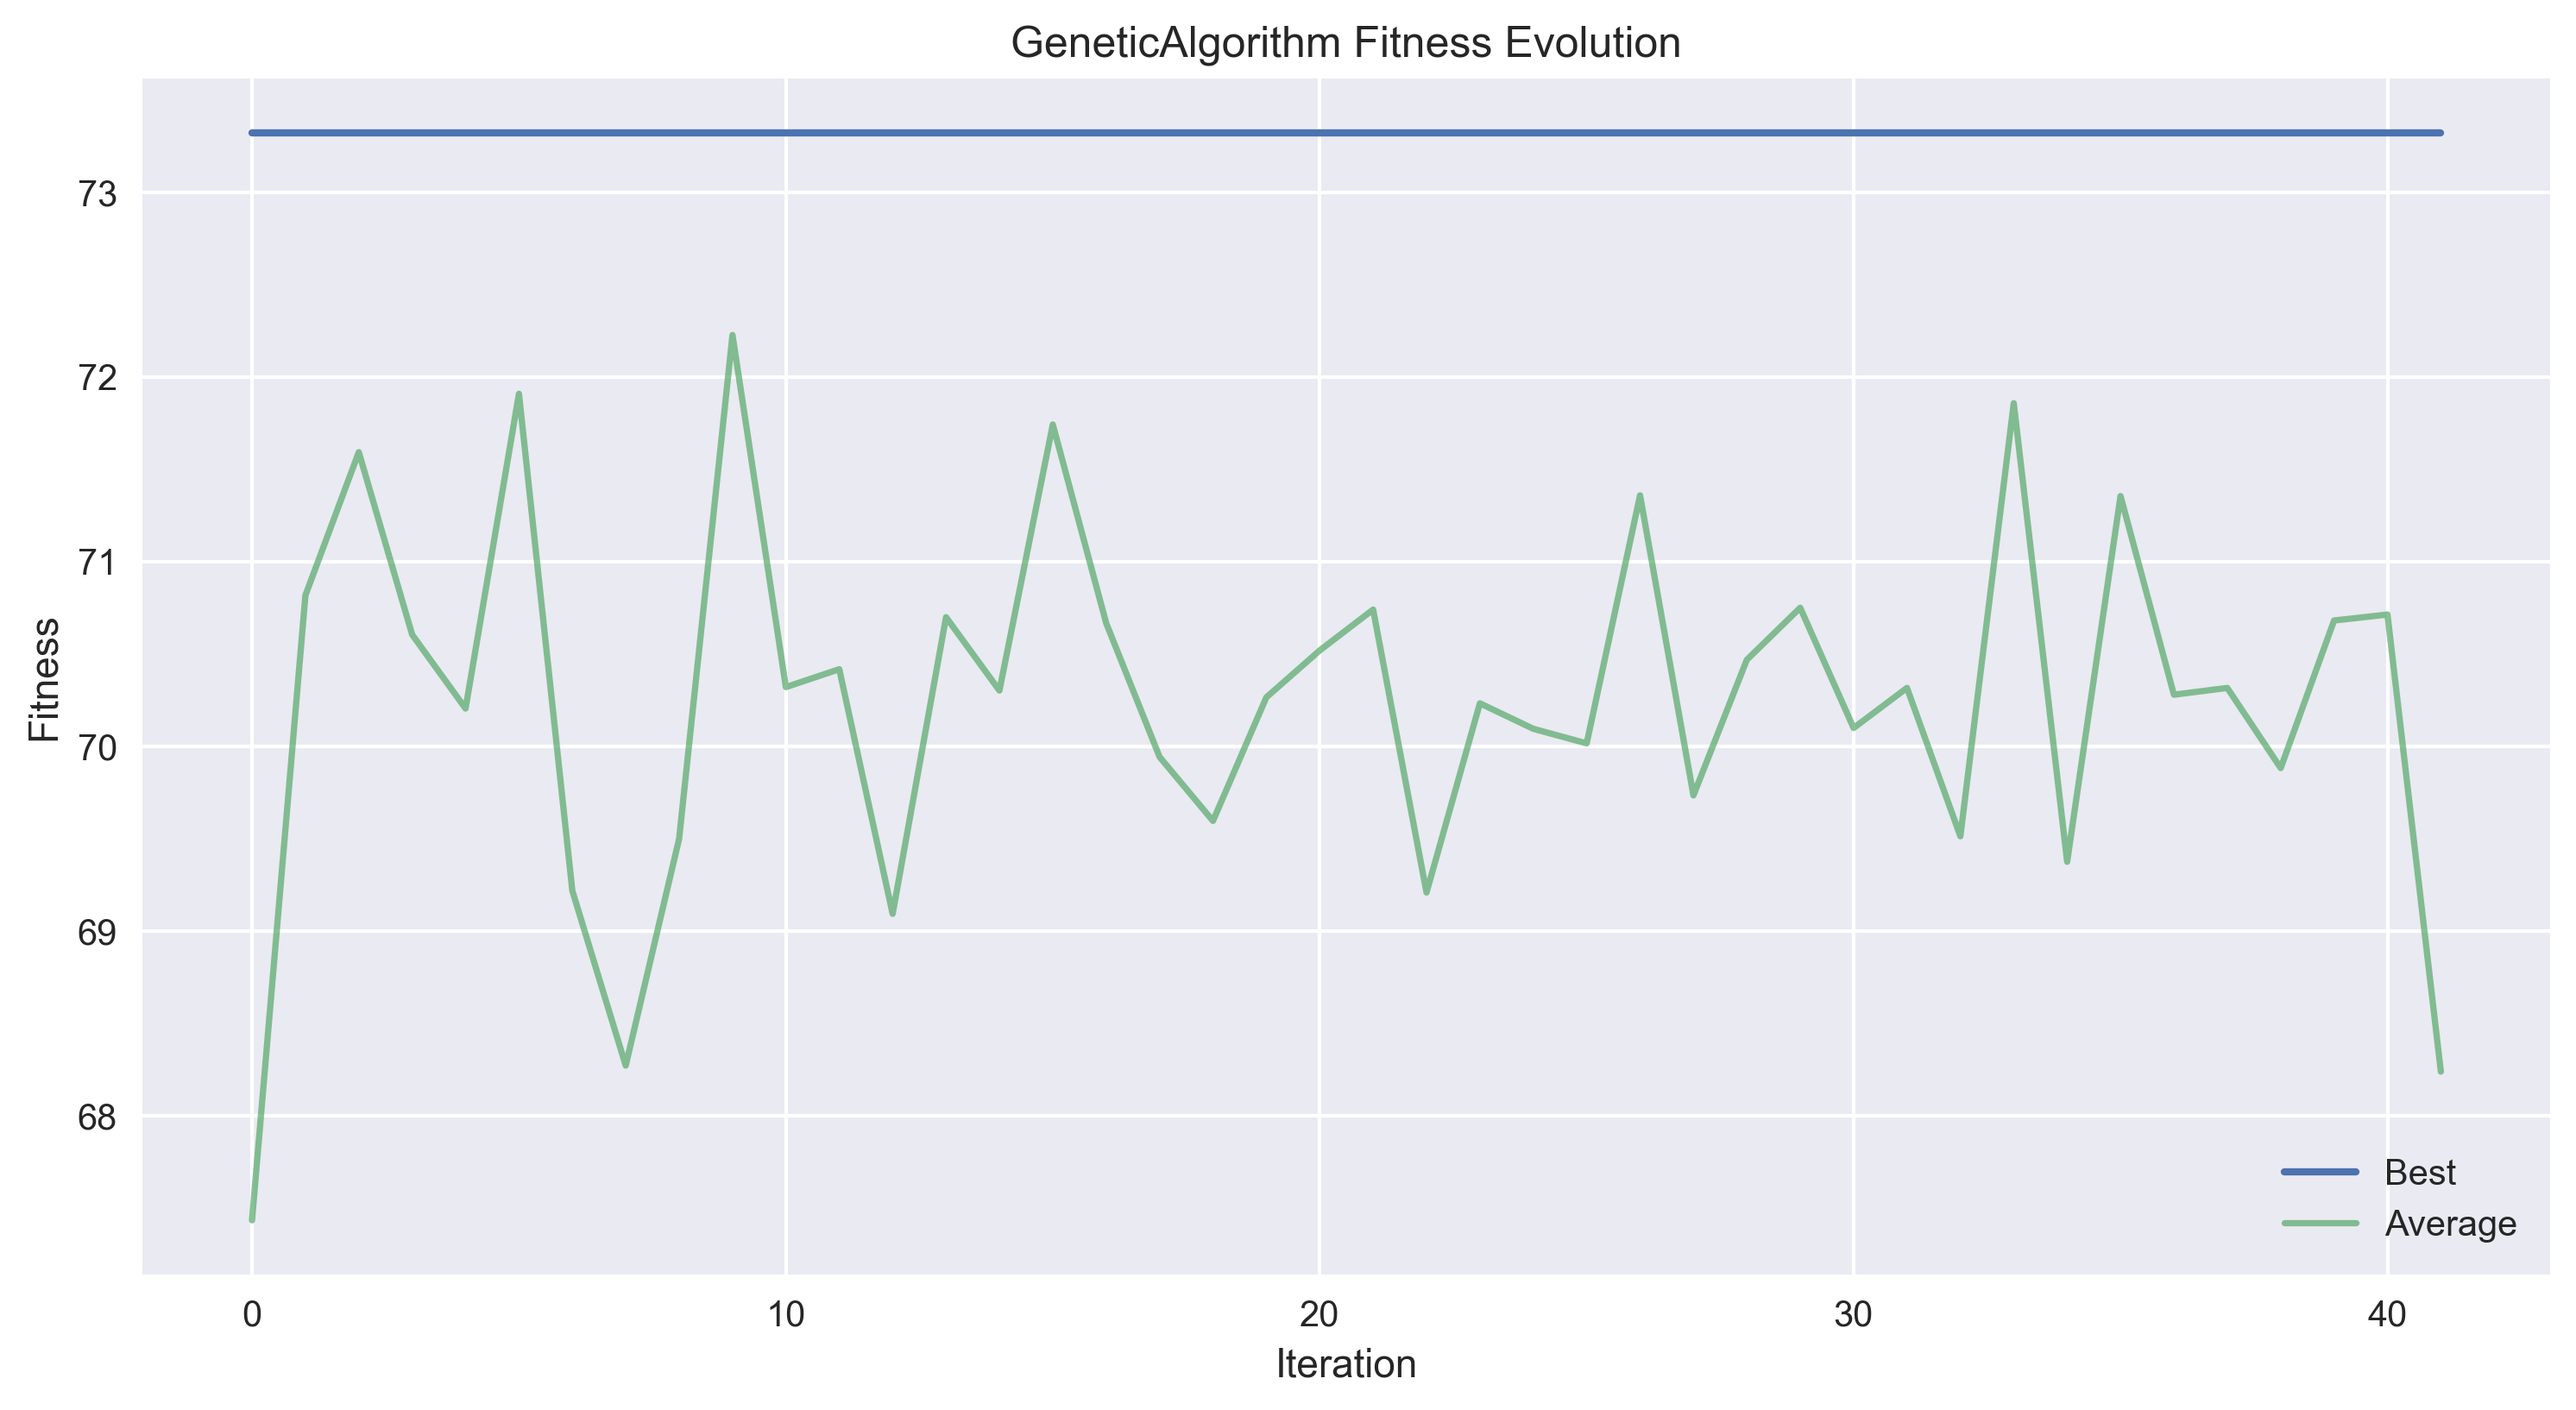 GeneticAlgorithm Fitness Evolution
73
72
71
70
69
68
Fitness
0 10 20 30 40
Iteration
Best
Average